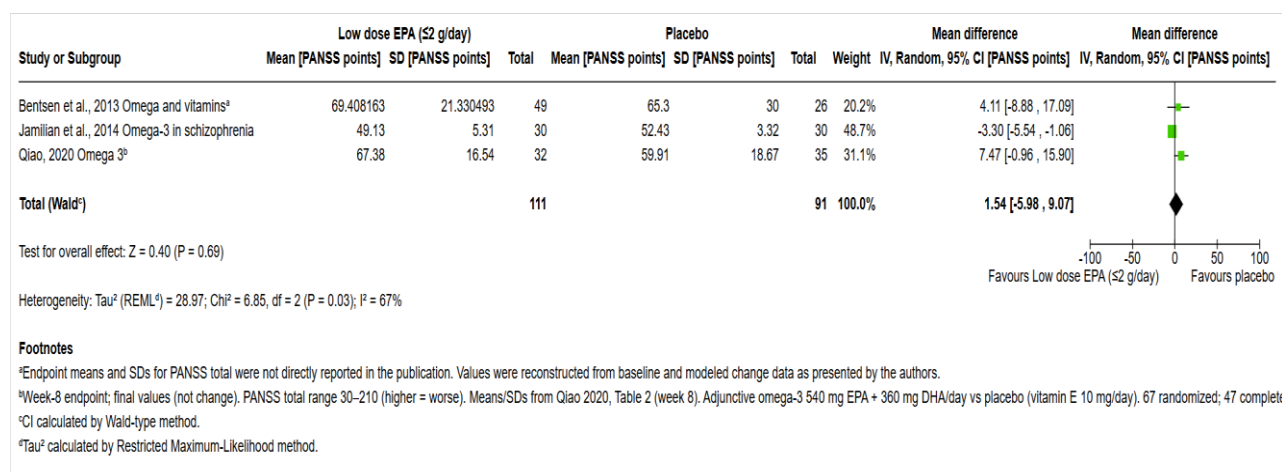 Low dose EPA (≤2 g/day) Placebo Mean difference Mean difference
Study or Subgroup Mean [PANSS points] SD [PANSS points] Total Mean [PANSS points] SD [PANSS points] Total Weight IV, Random, 95% CI [PANSS points] IV, Random, 95% CI [PANSS points]
Bentsen et al., 2013 Omega and vitaminsᵃ 69.408163 21.330493 49 65.3 30 26 20.2% 4.11 [-8.88 , 17.09]
Jamilian et al., 2014 Omega-3 in schizophrenia 49.13 5.31 30 52.43 3.32 30 48.7% -3.30 [-5.54 , -1.06]
Qiao, 2020 Omega 3ᵇ 67.38 16.54 32 59.91 18.67 35 31.1% 7.47 [-0.96 , 15.90]
Total (Waldᶜ) 111 91 100.0% 1.54 [-5.98 , 9.07]
Test for overall effect: Z = 0.40 (P = 0.69)
-100 -50 0 50 100
Favours Low dose EPA (≤2 g/day) Favours placebo
Heterogeneity: Tau² (REMLᵈ) = 28.97; Chi² = 6.85, df = 2 (P = 0.03); I² = 67%
Footnotes
ᵃEndpoint means and SDs for PANSS total were not directly reported in the publication. Values were reconstructed from baseline and modeled change data as presented by the authors.
ᵇWeek-8 endpoint; final values (not change). PANSS total range 30–210 (higher = worse). Means/SDs from Qiao 2020, Table 2 (week 8). Adjunctive omega-3 540 mg EPA + 360 mg DHA/day vs placebo (vitamin E 10 mg/day). 67 randomized; 47 complete
ᶜCI calculated by Wald-type method.
ᵈTau² calculated by Restricted Maximum-Likelihood method.